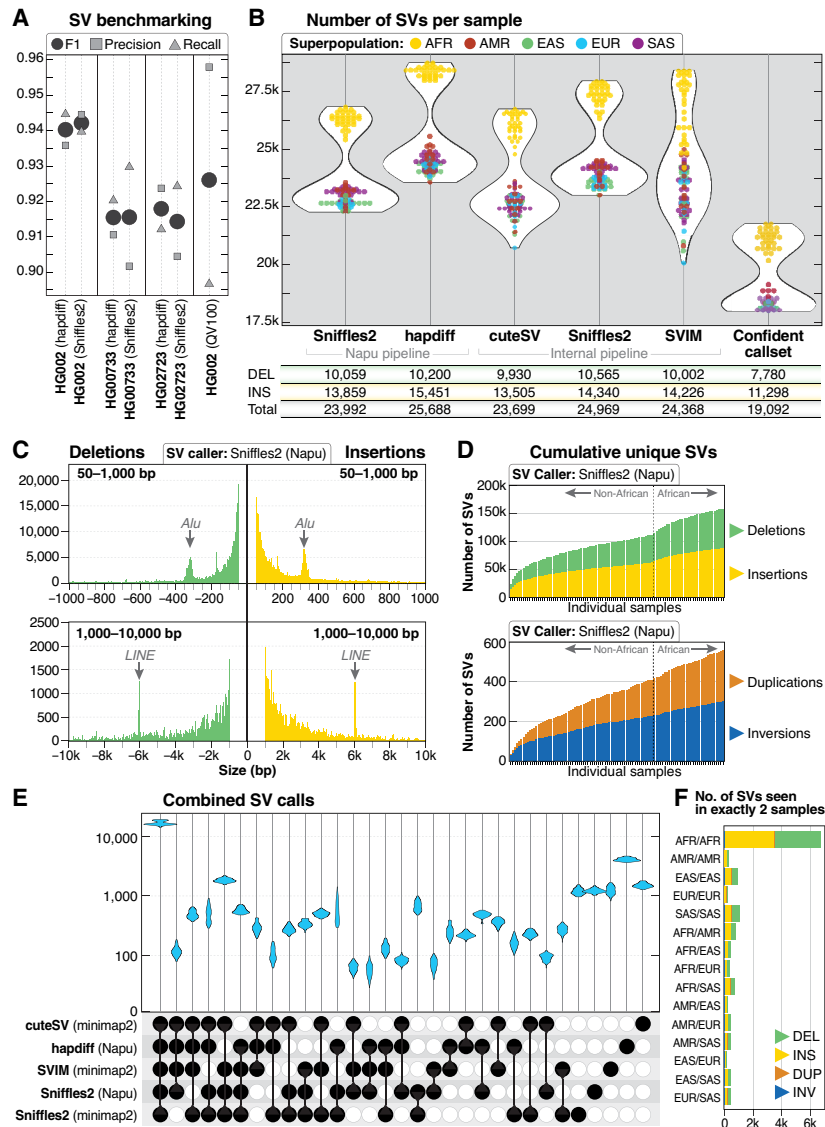 A SV benchmarking
F1 Precision Recall
0.96
0.94
0.93
0.92
0.91
0.90
HG002 (hapdiff)
HG002 (Sniffles2)
HG00733 (hapdiff)
HG00733 (Sniffles2)
HG02723 (hapdiff)
HG02723 (Sniffles2)
HG002 (QV100)
B Number of SVs per sample
Superpopulation: AFR AMR EAS EUR SAS
27.5k
25k
22.5k
20k
17.5k
Sniffles2 hapdiff cuteSV Sniffles2 SVIM Confident callset
Napu pipeline Internal pipeline
DEL 10,059 10,200 9,930 10,565 10,002 7,780
INS 13,859 15,451 13,505 14,340 14,226 11,298
Total 23,992 25,688 23,699 24,969 24,368 19,092
C Deletions SV caller: Sniffles2 (Napu) Insertions
50–1,000 bp 50–1,000 bp
20,000
15,000
10,000
5,000
0
Alu Alu
−1000 −800 −600 −400 −200 200 400 600 800 1000
1,000–10,000 bp 1,000–10,000 bp
2500
2000
1500
1000
500
0
LINE LINE
−10k −8k −6k −4k −2k 0 2k 4k 6k 8k 10k
Size (bp)
D Cumulative unique SVs
SV Caller: Sniffles2 (Napu)
Non-African African
Number of SVs
200k
150k
100k
50k
0
Deletions
Insertions
Individual samples
SV Caller: Sniffles2 (Napu)
Non-African African
Number of SVs
600
400
200
0
Duplications
Inversions
Individual samples
E Combined SV calls
10,000
1,000
100
0
cuteSV (minimap2)
hapdiff (Napu)
SVIM (minimap2)
Sniffles2 (Napu)
Sniffles2 (minimap2)
F No. of SVs seen
in exactly 2 samples
AFR/AFR
AMR/AMR
EAS/EAS
EUR/EUR
SAS/SAS
AFR/AMR
AFR/EAS
AFR/EUR
AFR/SAS
AMR/EAS
AMR/EUR
AMR/SAS
EAS/EUR
EAS/SAS
EUR/SAS
DEL
INS
DUP
INV
0 2k 4k 6k